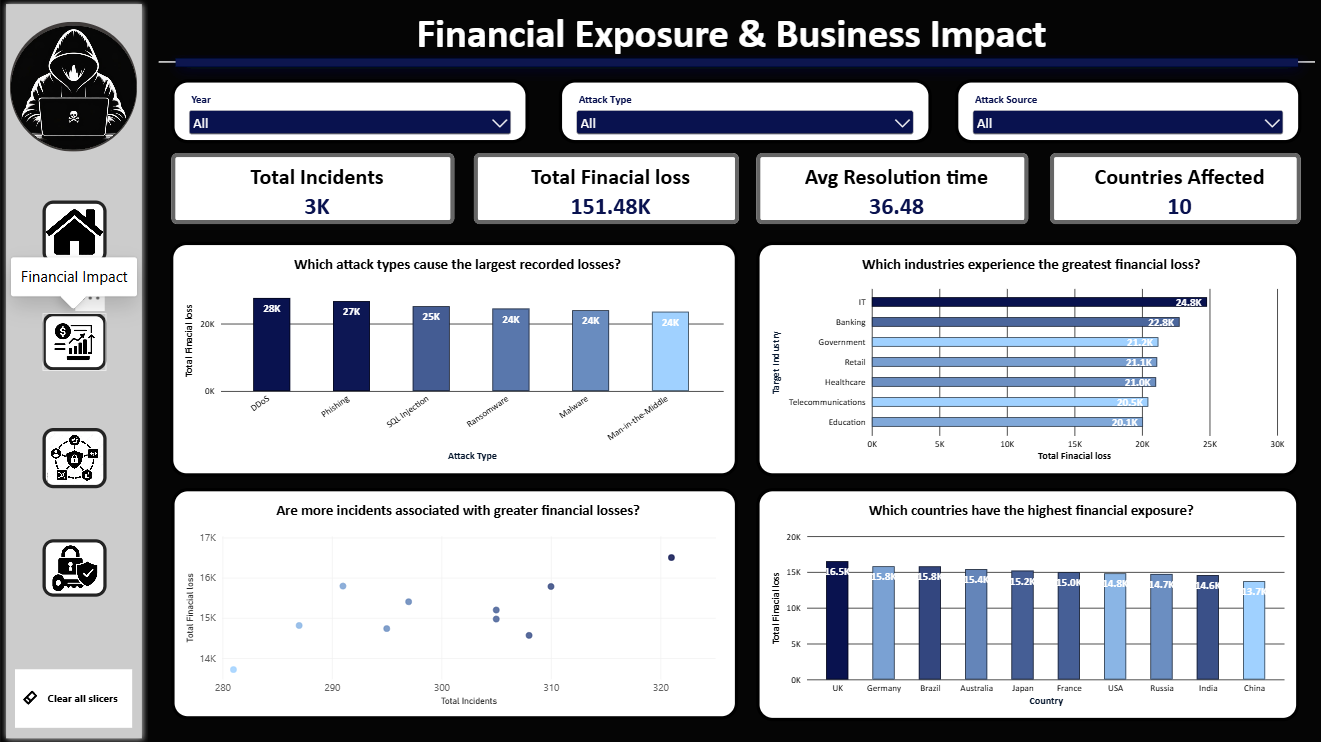 Financial Exposure & Business Impact
Year
All
Attack Type
All
Attack Source
All
Total Incidents
3K
Total Finacial loss
151.48K
Avg Resolution time
36.48
Countries Affected
10
Financial Impact
Clear all slicers
Which attack types cause the largest recorded losses?
Total Finacial loss
20K
0K
28K
27K
25K
24K
24K
24K
DDoS
Phishing
SQL Injection
Ransomware
Malware
Man-in-the-Middle
Attack Type
Which industries experience the greatest financial loss?
Target Industry
IT
24.8K
Banking
22.8K
Government
21.2K
Retail
21.1K
Healthcare
21.0K
Telecommunications
20.5K
Education
20.1K
0K 5K 10K 15K 20K 25K 30K
Total Finacial loss
Are more incidents associated with greater financial losses?
Total Finacial loss
17K
16K
15K
14K
280 290 300 310 320
Total Incidents
Which countries have the highest financial exposure?
Total Finacial loss
20K
15K
10K
5K
0K
16.5K 15.8K 15.8K 15.4K 15.2K 15.0K 14.8K 14.7K 14.6K 13.7K
UK Germany Brazil Australia Japan France USA Russia India China
Country